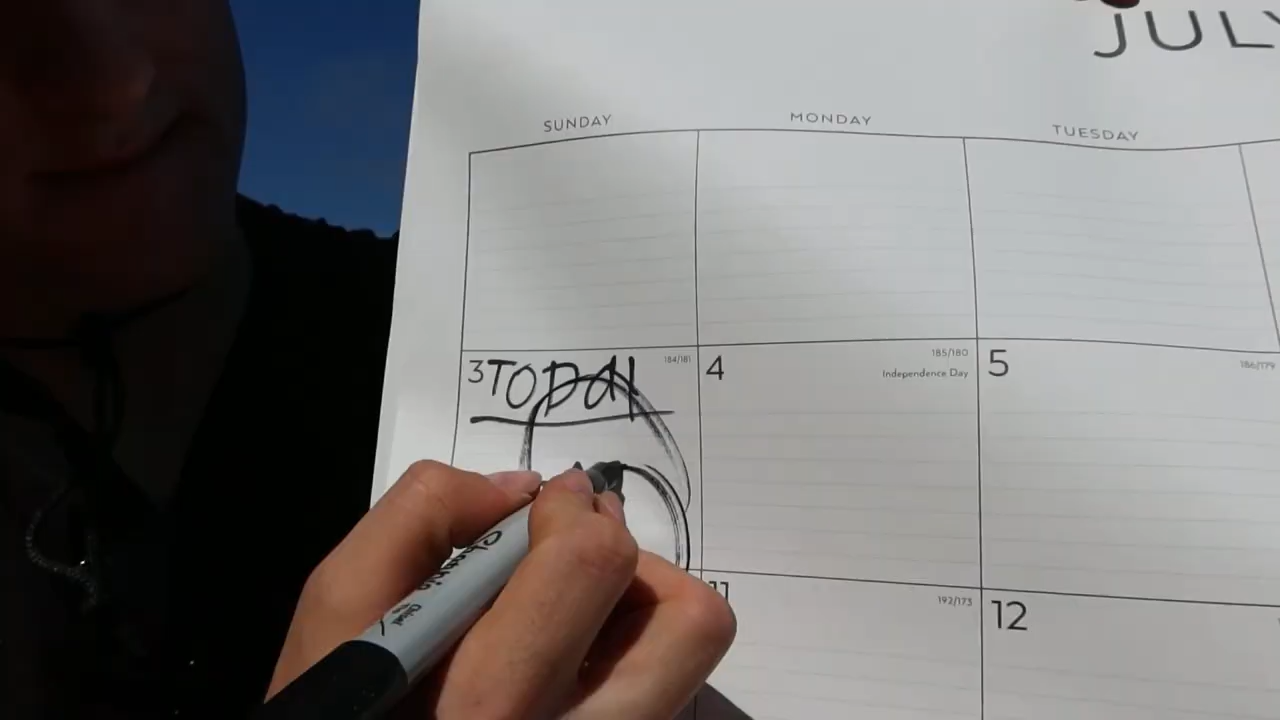 JULY
SUNDAY MONDAY TUESDAY
3 TODAY 184/181 4 185/180 Independence Day 5 186/179
Sharpie
11 192/173 12